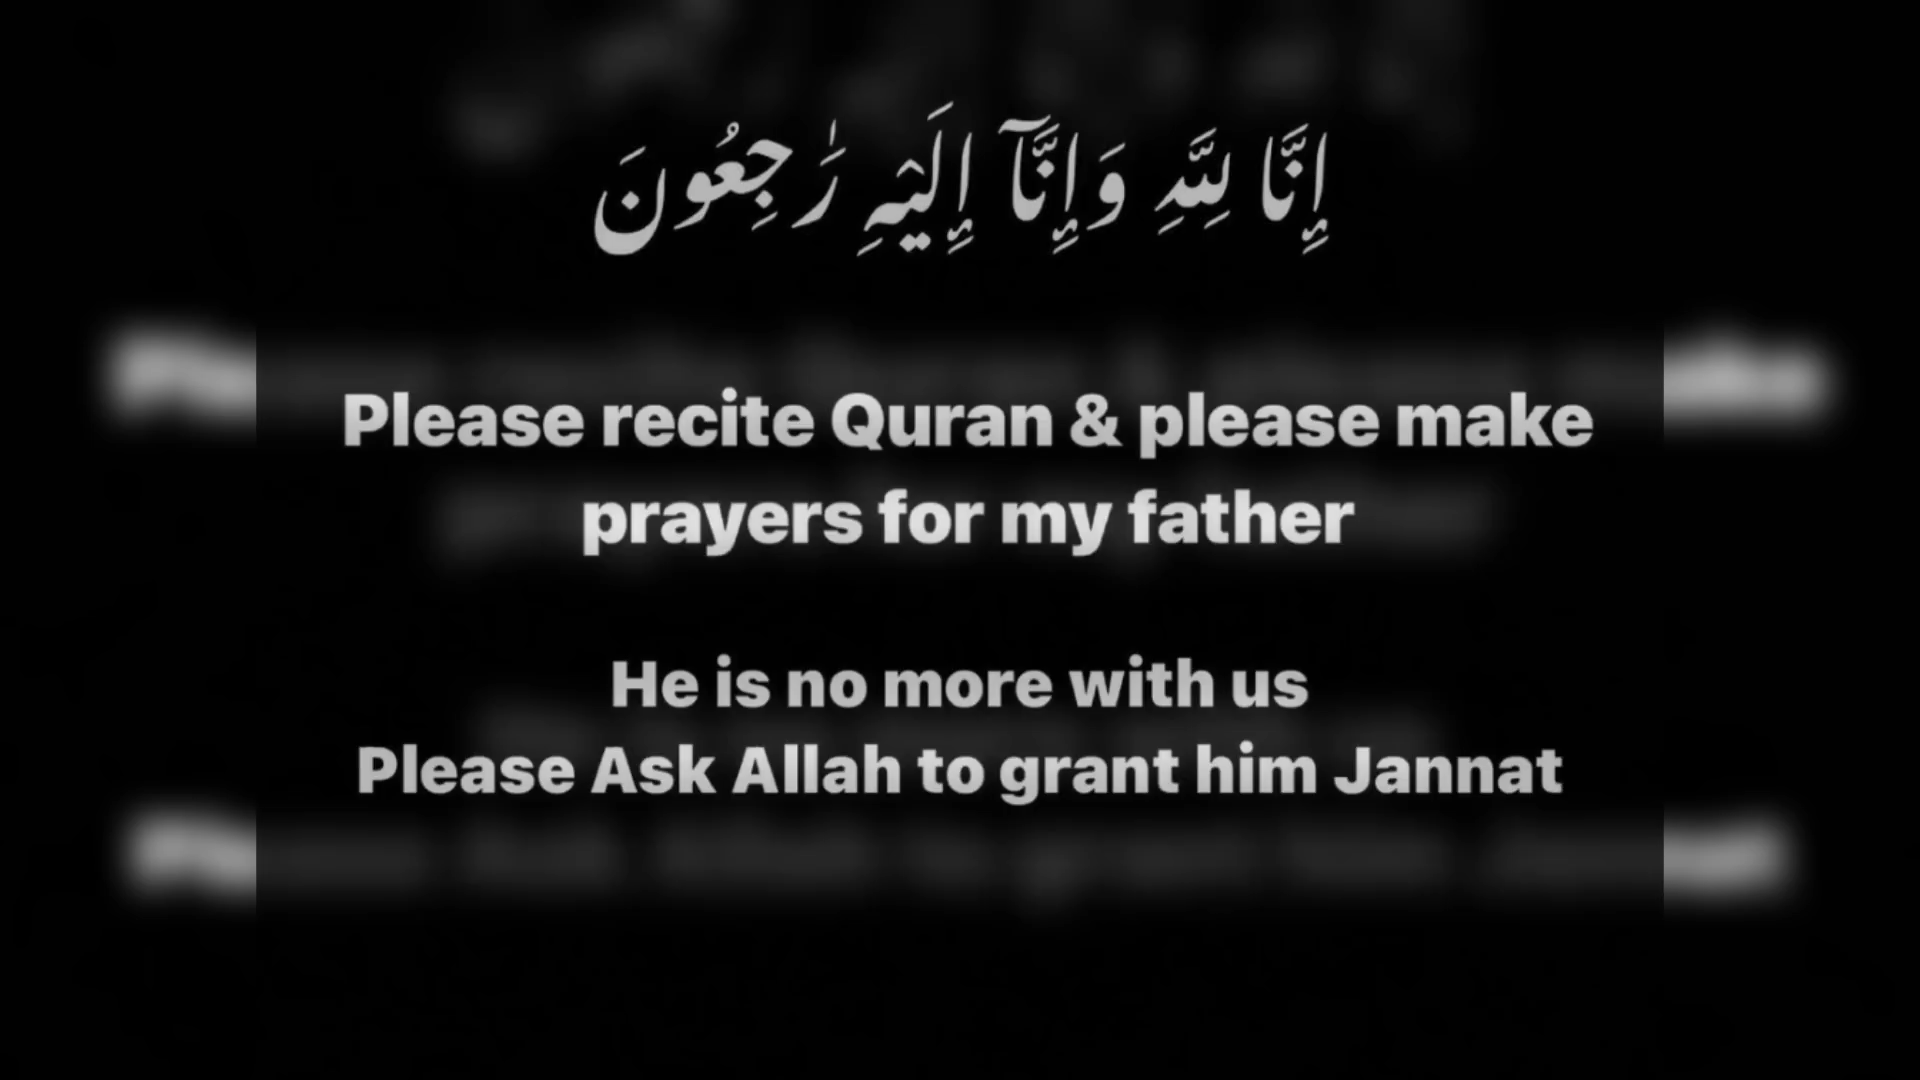 إِنَّا لِلَّهِ وَإِنَّآ إِلَيْهِ رَٰجِعُونَ
Please recite Quran & please make
prayers for my father
He is no more with us
Please Ask Allah to grant him Jannat